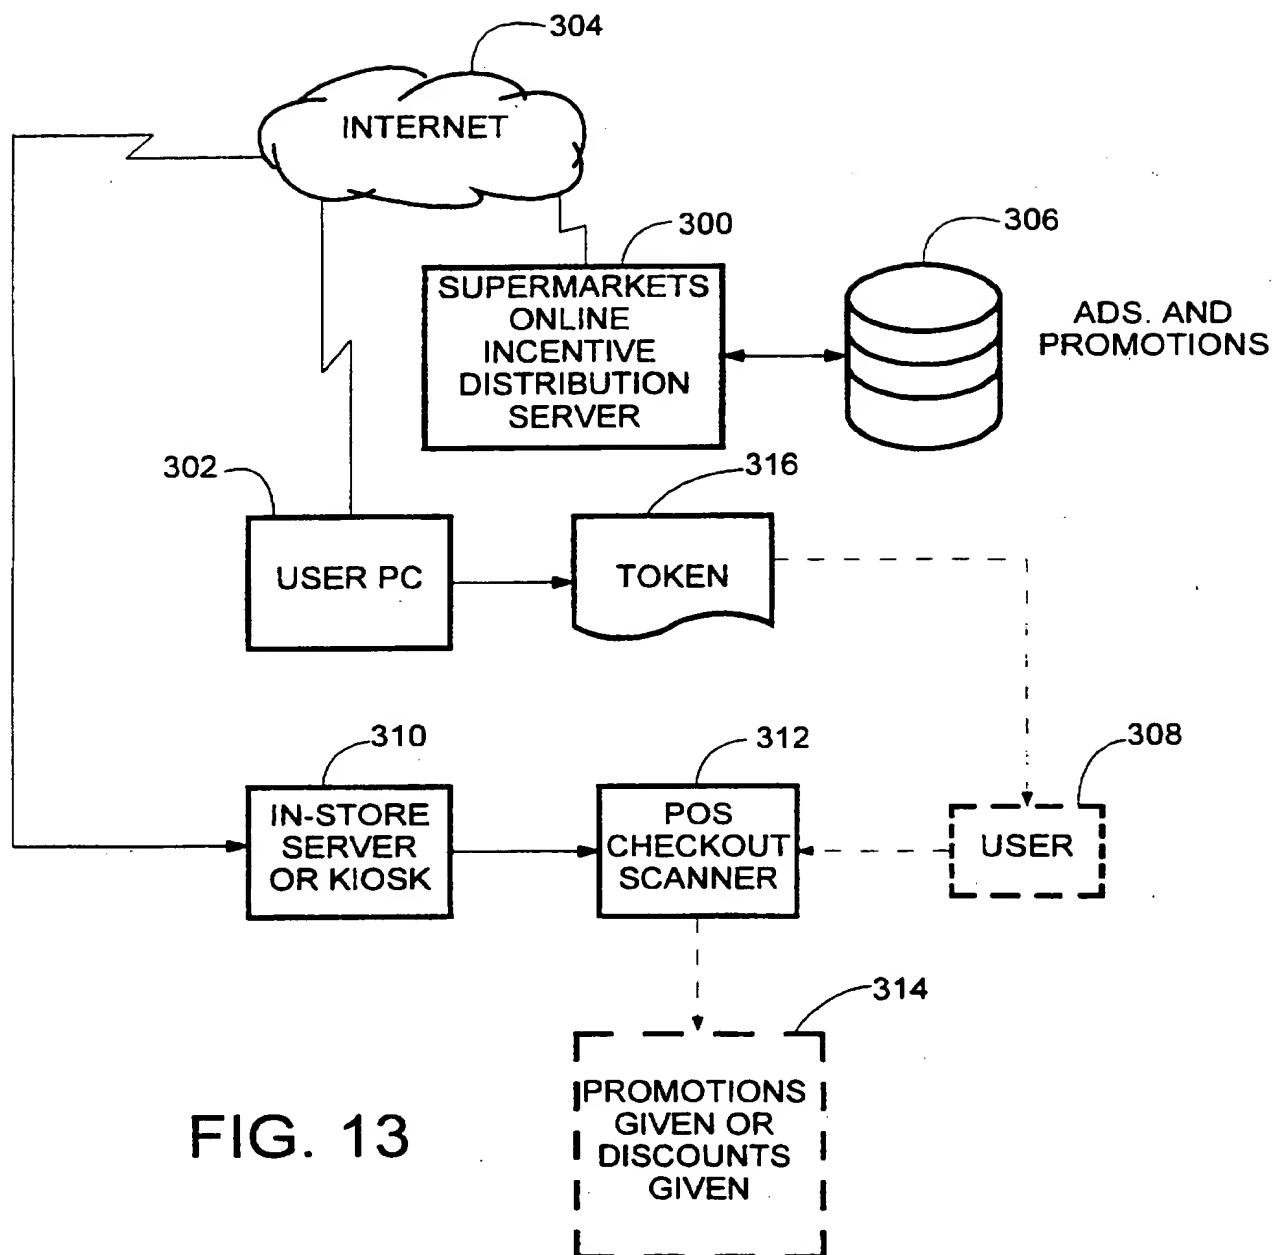 304
INTERNET
300
306
SUPERMARKETS
ONLINE
INCENTIVE
DISTRIBUTION
SERVER
ADS. AND
PROMOTIONS
302
316
USER PC
TOKEN
310
312
308
IN-STORE
SERVER
OR KIOSK
POS
CHECKOUT
SCANNER
USER
314
PROMOTIONS
GIVEN OR
DISCOUNTS
GIVEN
FIG. 13